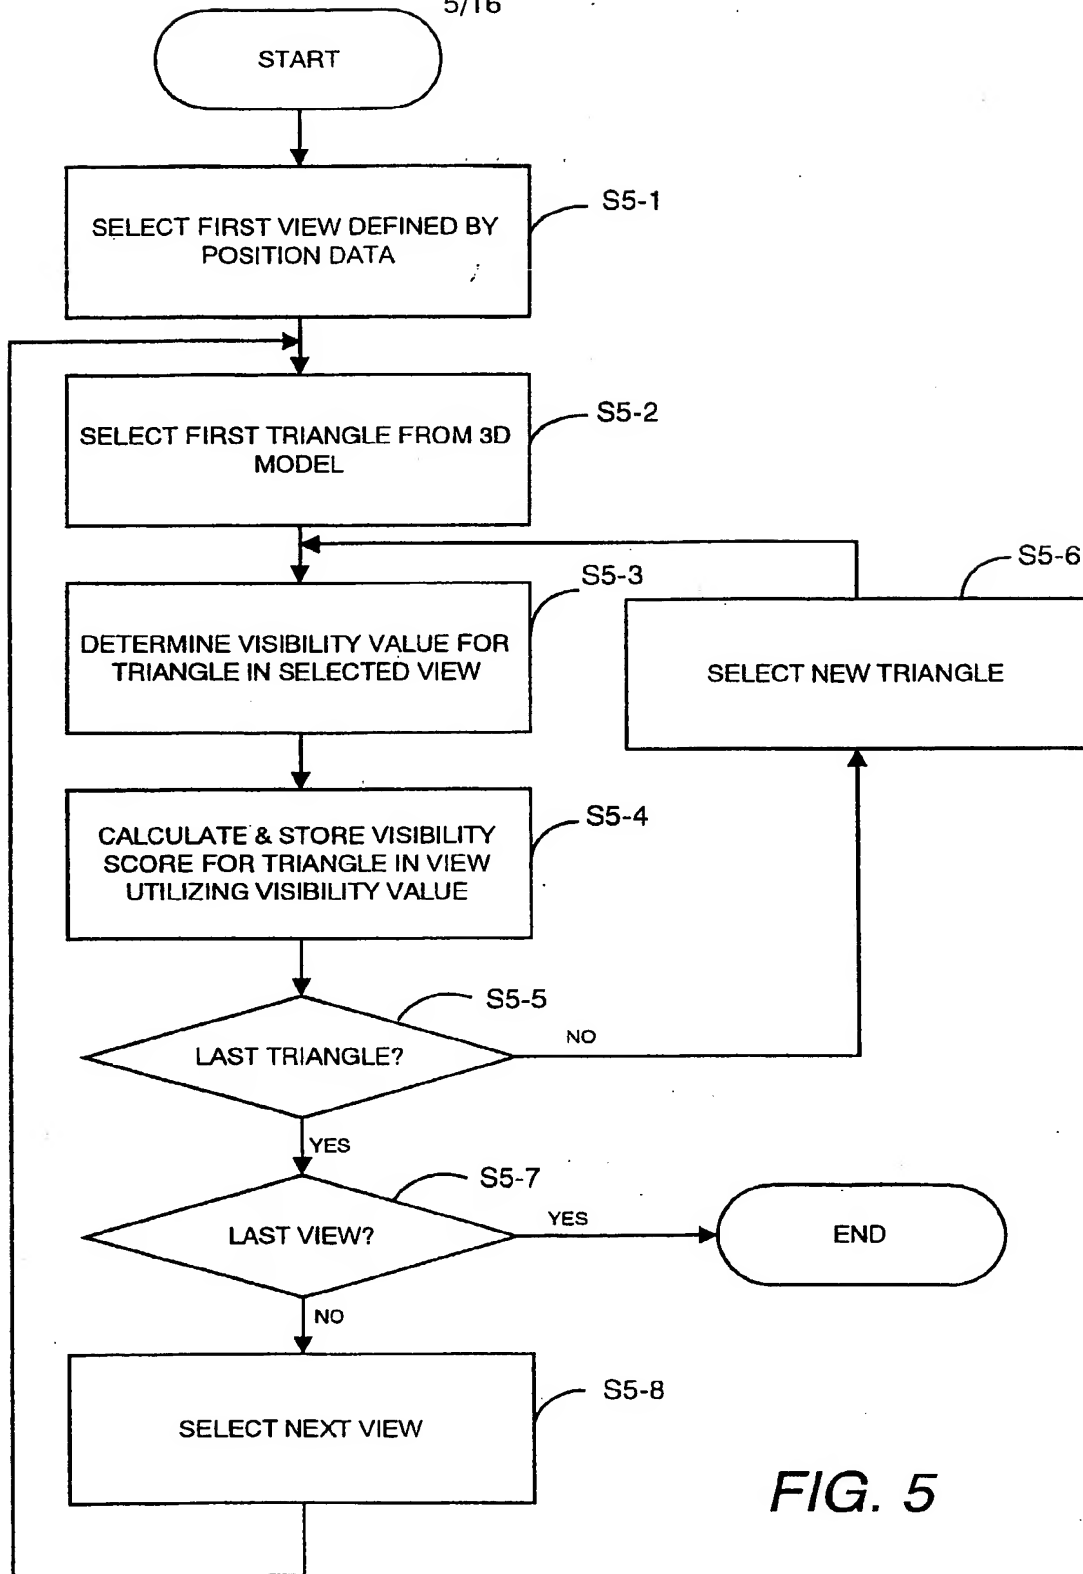 5/16
START
S5-1
SELECT FIRST VIEW DEFINED BY
POSITION DATA
S5-2
SELECT FIRST TRIANGLE FROM 3D
MODEL
S5-3
DETERMINE VISIBILITY VALUE FOR
TRIANGLE IN SELECTED VIEW
S5-6
SELECT NEW TRIANGLE
S5-4
CALCULATE & STORE VISIBILITY
SCORE FOR TRIANGLE IN VIEW
UTILIZING VISIBILITY VALUE
S5-5
LAST TRIANGLE?
NO
YES
S5-7
LAST VIEW?
YES
END
NO
S5-8
SELECT NEXT VIEW
FIG. 5